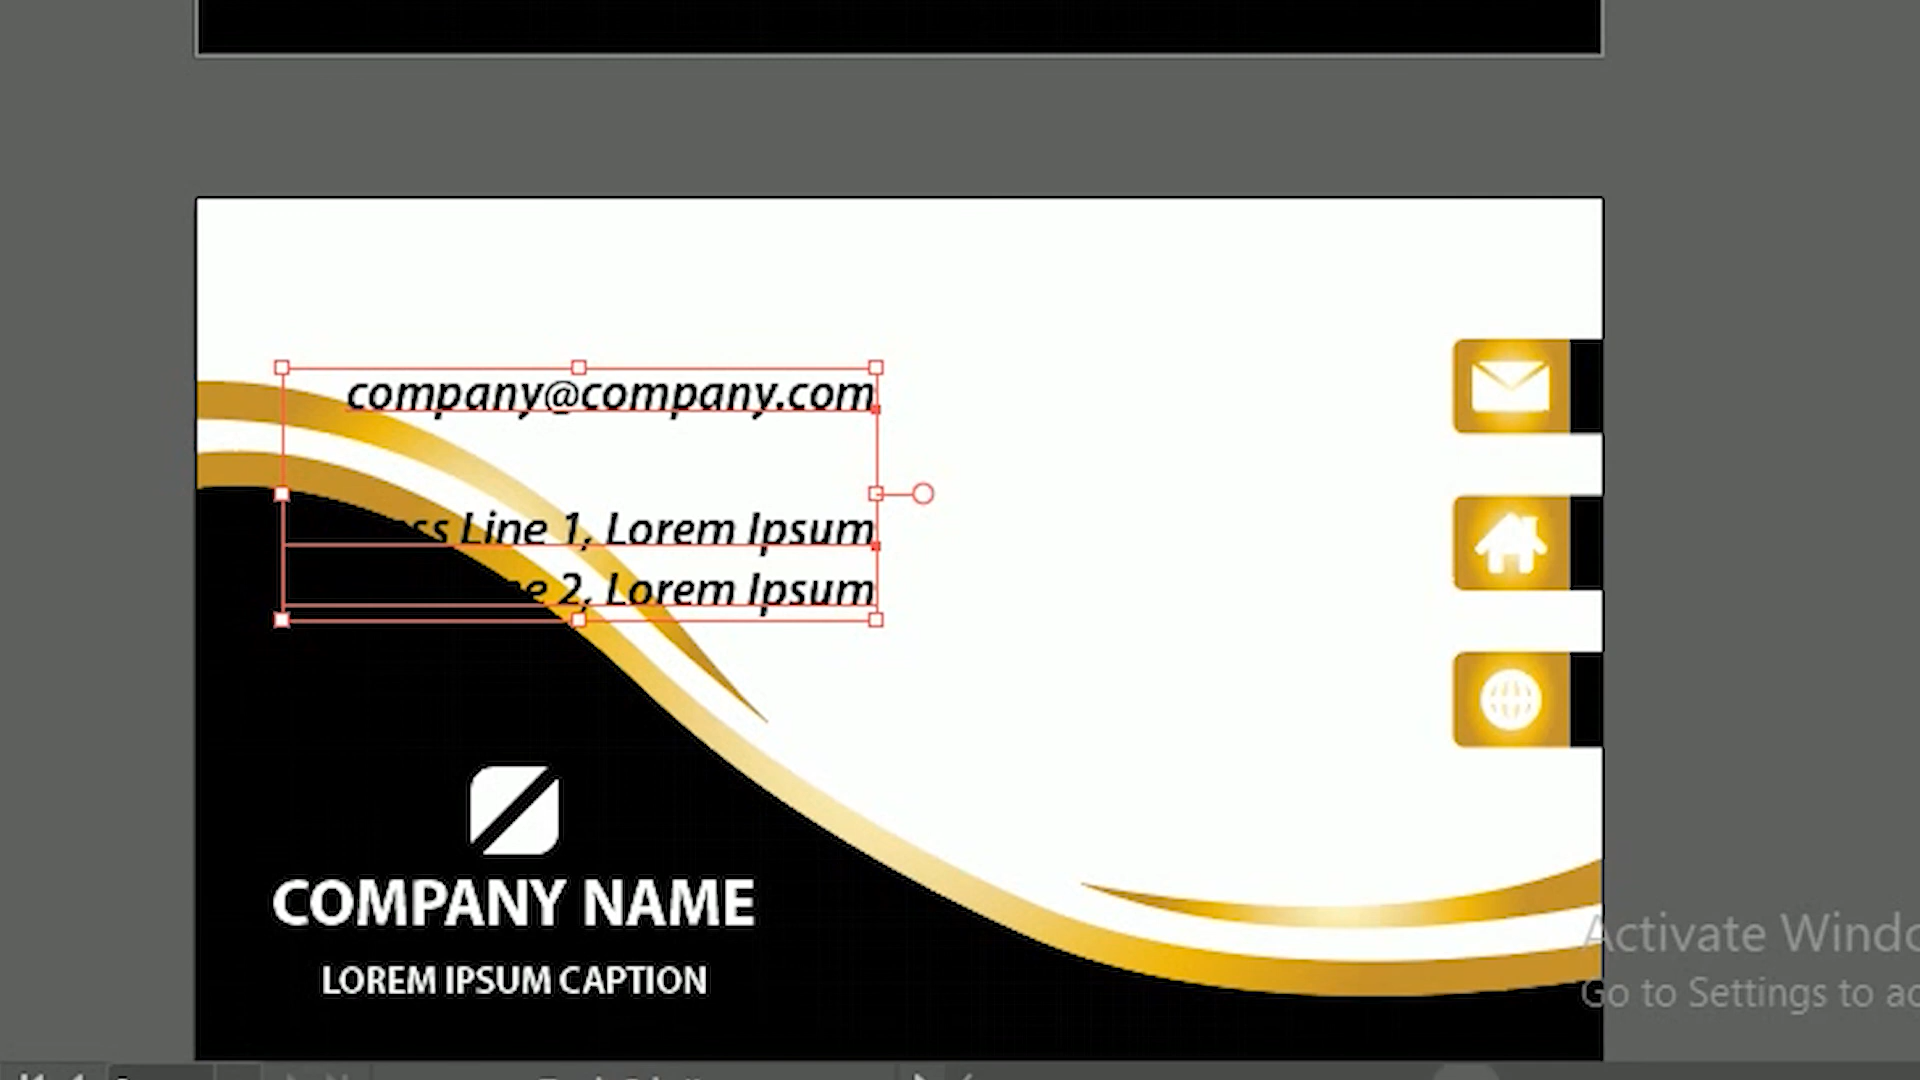 company@company.com
Line 1, Lorem Ipsum
2, Lorem Ipsum
COMPANY NAME
LOREM IPSUM CAPTION
Activate Windo
Go to Settings to ac